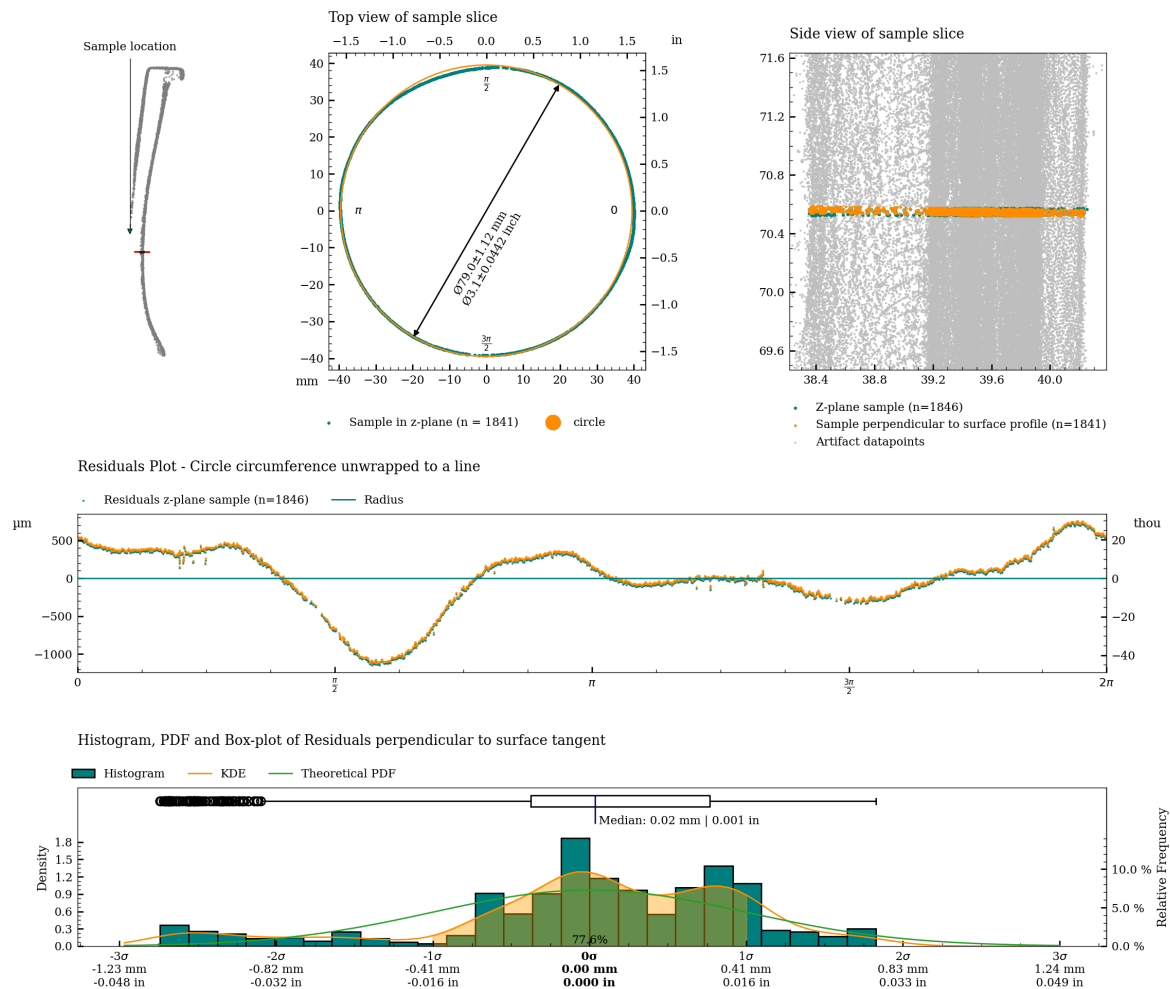 Sample location
Top view of sample slice
−1.5 −1.0 −0.5 0.0 0.5 1.0 1.5 in
40
30
20
10
0
−10
−20
−30
−40
mm
−40 −30 −20 −10 0 10 20 30 40
1.5
1.0
0.5
0.0
−0.5
−1.0
−1.5
π/2
π
0
3π/2
Ø79.0±1.12 mm
Ø3.1±0.0442 inch
Sample in z-plane (n = 1841) circle
Side view of sample slice
71.6
71.2
70.8
70.4
70.0
69.6
38.4 38.8 39.2 39.6 40.0
Z-plane sample (n=1846)
Sample perpendicular to surface profile (n=1841)
Artifact datapoints
Residuals Plot - Circle circumference unwrapped to a line
Residuals z-plane sample (n=1846) Radius
µm
500
0
−500
−1000
thou
20
0
−20
−40
0 π/2 π 3π/2 2π
Histogram, PDF and Box-plot of Residuals perpendicular to surface tangent
Histogram KDE Theoretical PDF
Median: 0.02 mm | 0.001 in
Density
1.8
1.5
1.2
0.9
0.6
0.3
0.0
77.6%
Relative Frequency
10.0 %
5.0 %
0.0 %
-3σ -2σ -1σ 0σ 1σ 2σ 3σ
-1.23 mm -0.82 mm -0.41 mm 0.00 mm 0.41 mm 0.83 mm 1.24 mm
-0.048 in -0.032 in -0.016 in 0.000 in 0.016 in 0.033 in 0.049 in